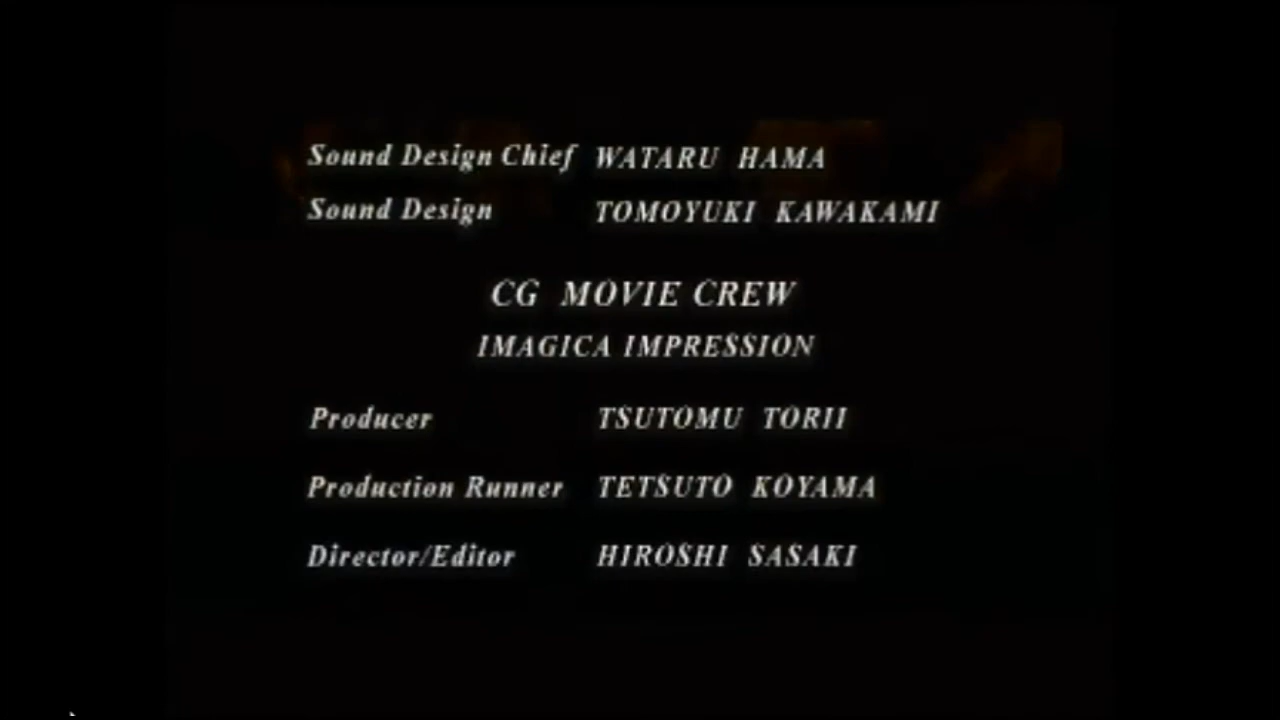 Sound Design Chief WATARU HAMA
Sound Design TOMOYUKI KAWAKAMI
CG MOVIE CREW
IMAGICA IMPRESSION
Producer TSUTOMU TORII
Production Runner TETSUTO KOYAMA
Director/Editor HIROSHI SASAKI